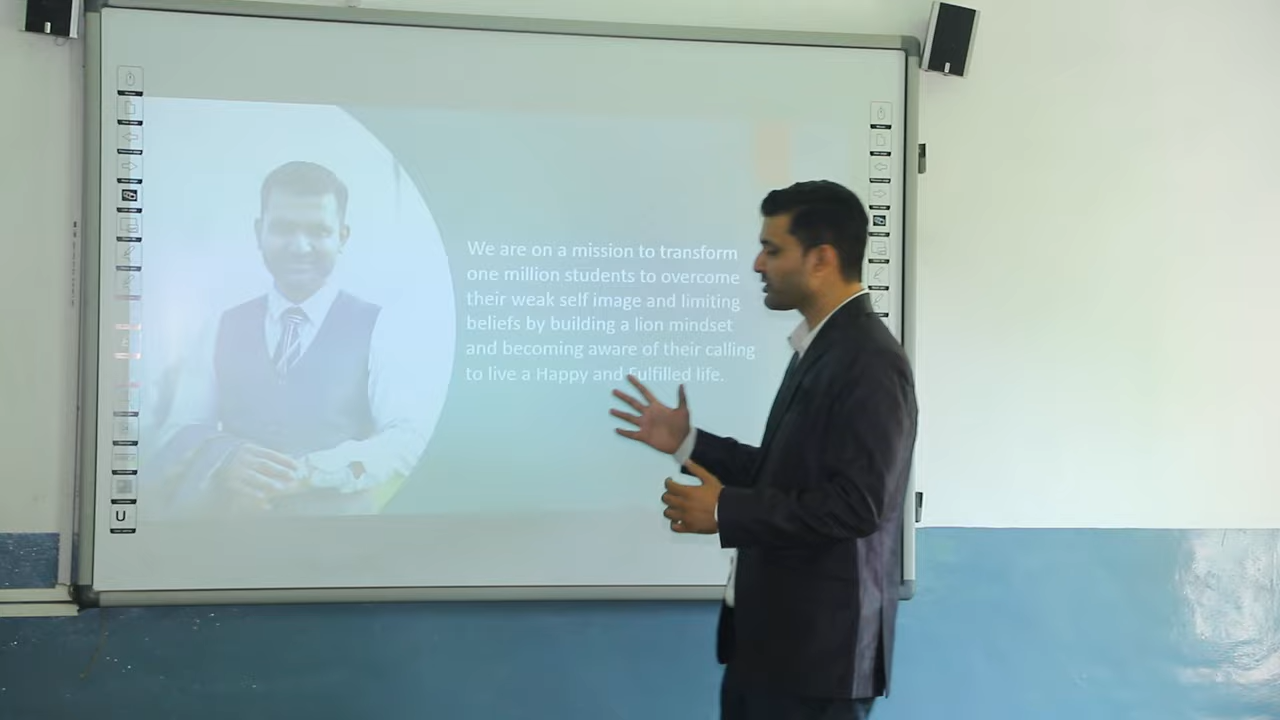 We are on a mission to transform
one million students to overcome
their weak self image and limiting
beliefs by building a lion mindset
and becoming aware of their calling
to live a Happy and Fulfilled life.
U